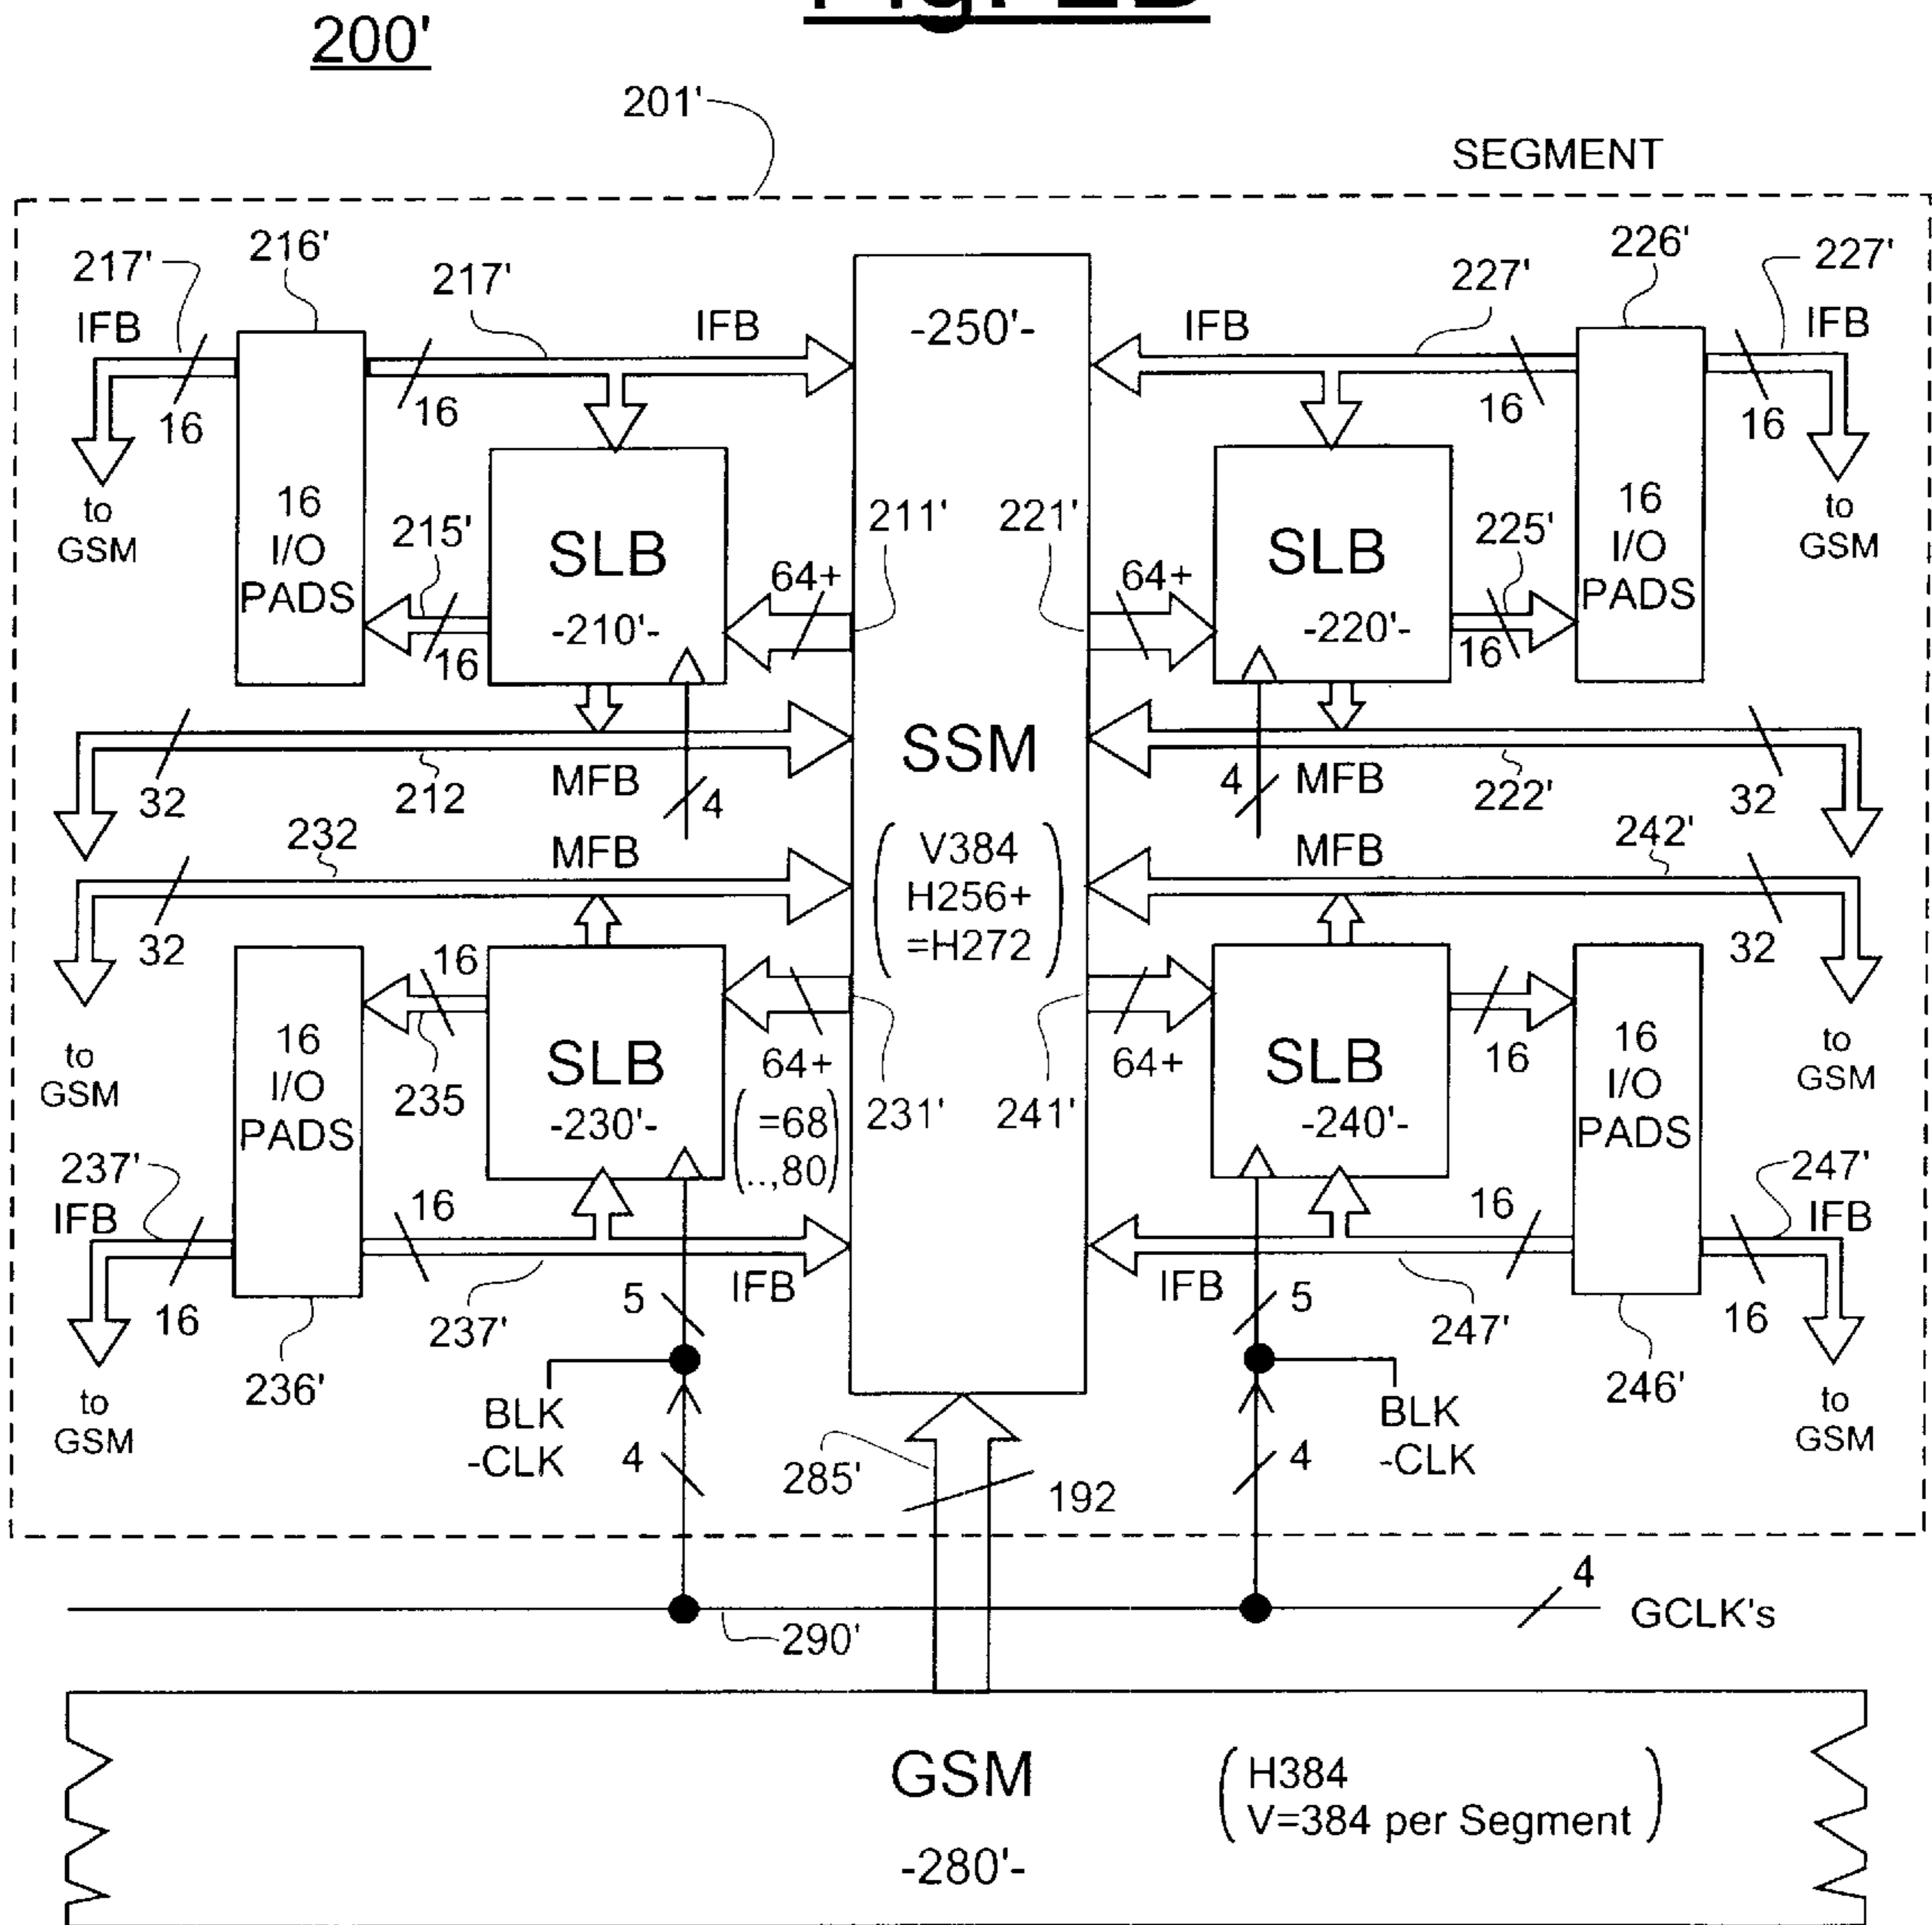 200'
201'
SEGMENT
217'
216'
217'
227'
226'
227'
IFB
IFB
-250'-
IFB
IFB
16
16
16
16
to
GSM
16
I/O
PADS
215'
SLB
-210'-
16
64+
211'
221'
64+
SLB
-220'-
225'
16
16
I/O
PADS
to
GSM
SSM
32
212
MFB
4
4
MFB
222'
32
232
MFB
V384
H256+
=H272
MFB
242'
32
32
to
GSM
16
I/O
PADS
16
235
SLB
-230'-
64+
(=68
..,80)
231'
241'
64+
SLB
-240'-
16
16
I/O
PADS
to
GSM
237'
IFB
16
16
237'
5
IFB
IFB
5
16
247'
247'
IFB
16
236'
246'
to
GSM
BLK
-CLK
4
285'
192
4
BLK
-CLK
to
GSM
4
GCLK's
290'
GSM
-280'-
(H384
V=384 per Segment)